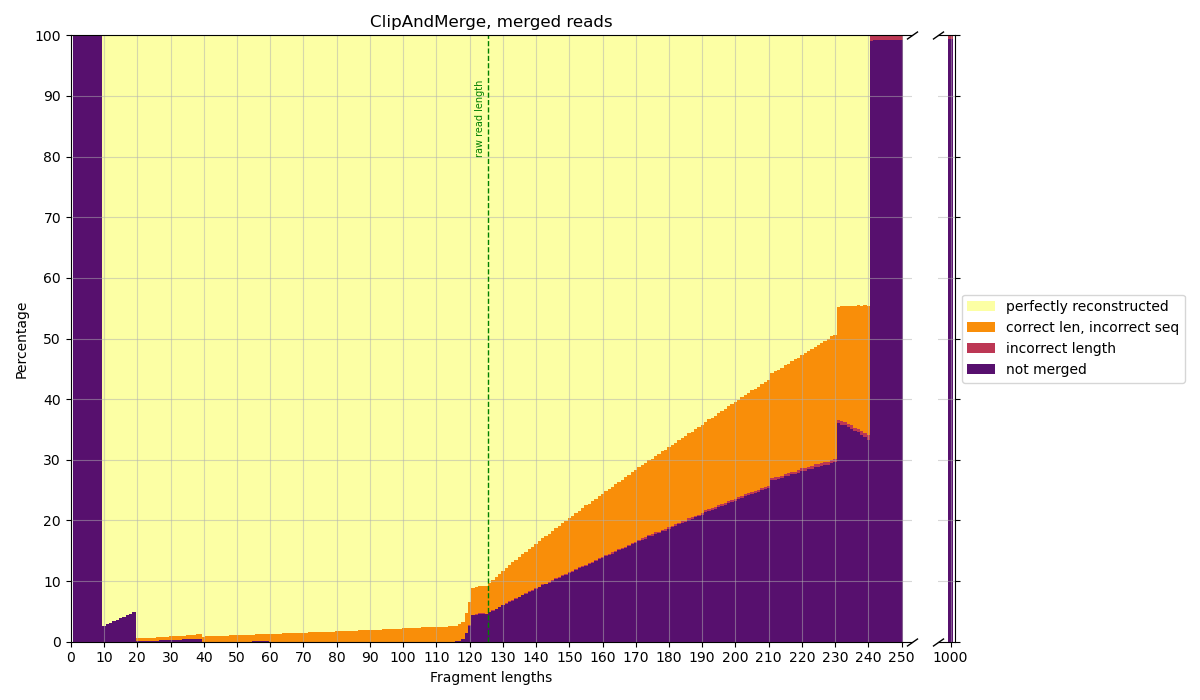 ClipAndMerge, merged reads
100
90
80
70
60
50
40
30
20
10
0
Percentage
raw read length
perfectly reconstructed
correct len, incorrect seq
incorrect length
not merged
0 10 20 30 40 50 60 70 80 90 100 110 120 130 140 150 160 170 180 190 200 210 220 230 240 250 1000
Fragment lengths